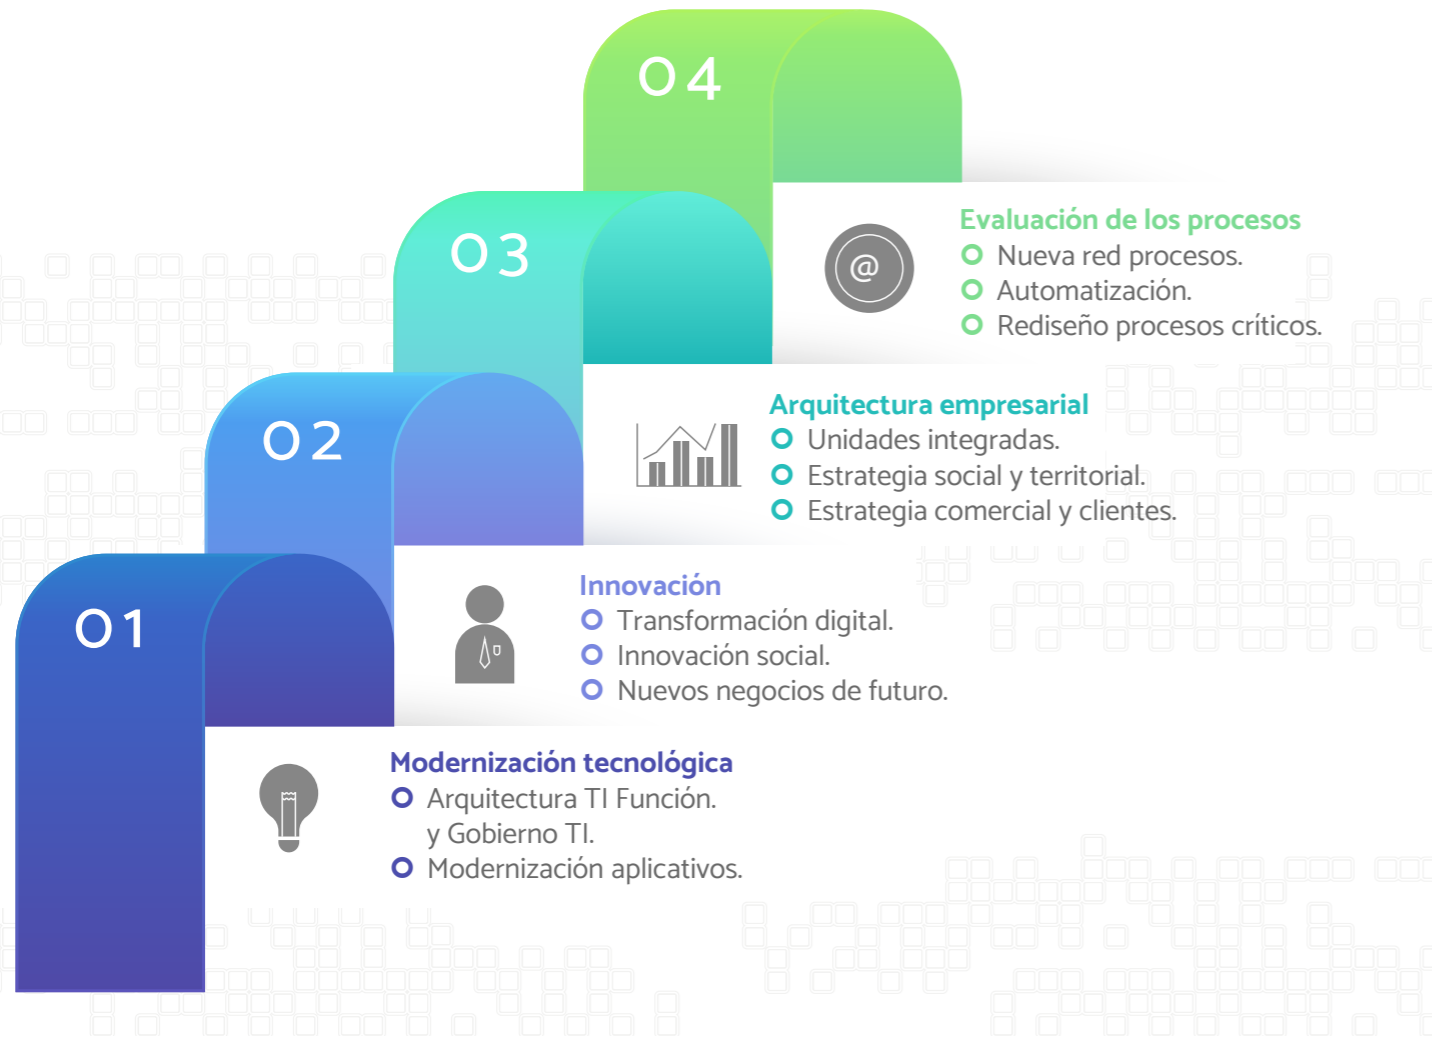 04
Evaluación de los procesos
Nueva red procesos.
Automatización.
Rediseño procesos críticos.
@
03
Arquitectura empresarial
Unidades integradas.
Estrategia social y territorial.
Estrategia comercial y clientes.
02
Innovación
Transformación digital.
Innovación social.
Nuevos negocios de futuro.
01
Modernización tecnológica
Arquitectura TI Función.
y Gobierno TI.
Modernización aplicativos.